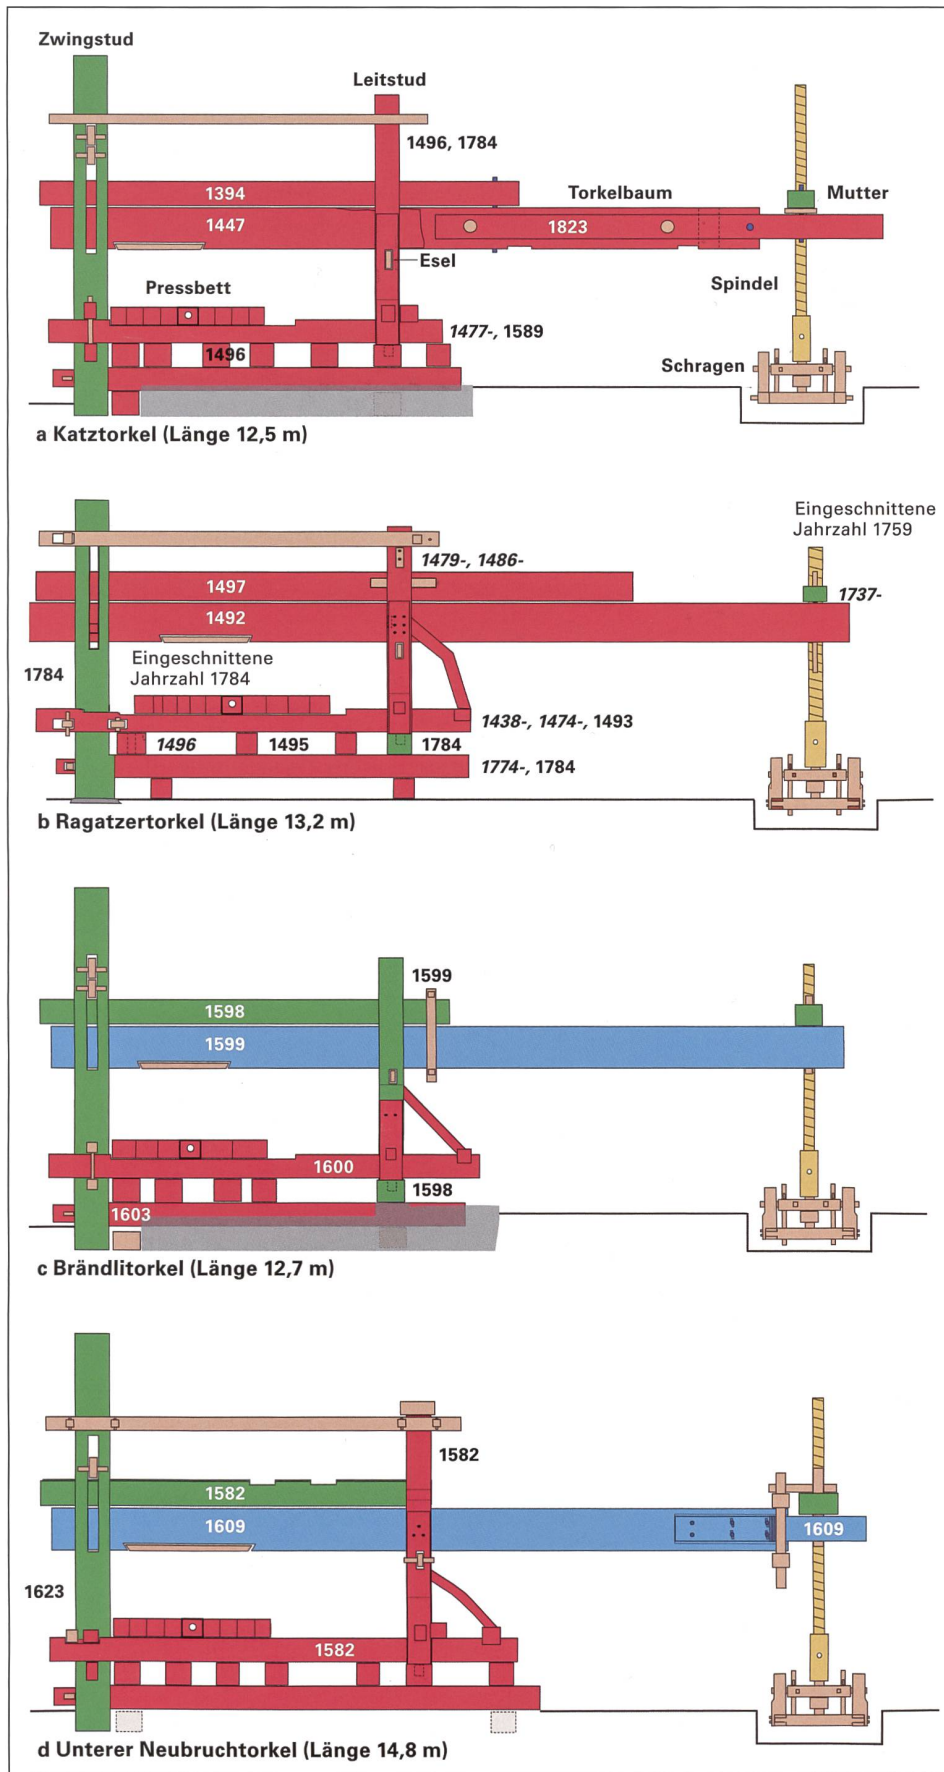 Zwingstud
Leitstud
1496, 1784
1394
Torkelbaum
Mutter
1447
1823
Esel
Pressbett
Spindel
1477-, 1589
1496
Schragen
a Katztorkel (Länge 12,5 m)
Eingeschnittene
Jahrzahl 1759
1479-, 1486-
1497
1737-
1492
Eingeschnittene
Jahrzahl 1784
1784
1438-, 1474-, 1493
1496
1495
1784
1774-, 1784
b Ragatzertorkel (Länge 13,2 m)
1599
1598
1599
1600
1598
1603
c Brändlitorkel (Länge 12,7 m)
1582
1582
1609
1609
1623
1582
d Unterer Neubruchtorkel (Länge 14,8 m)